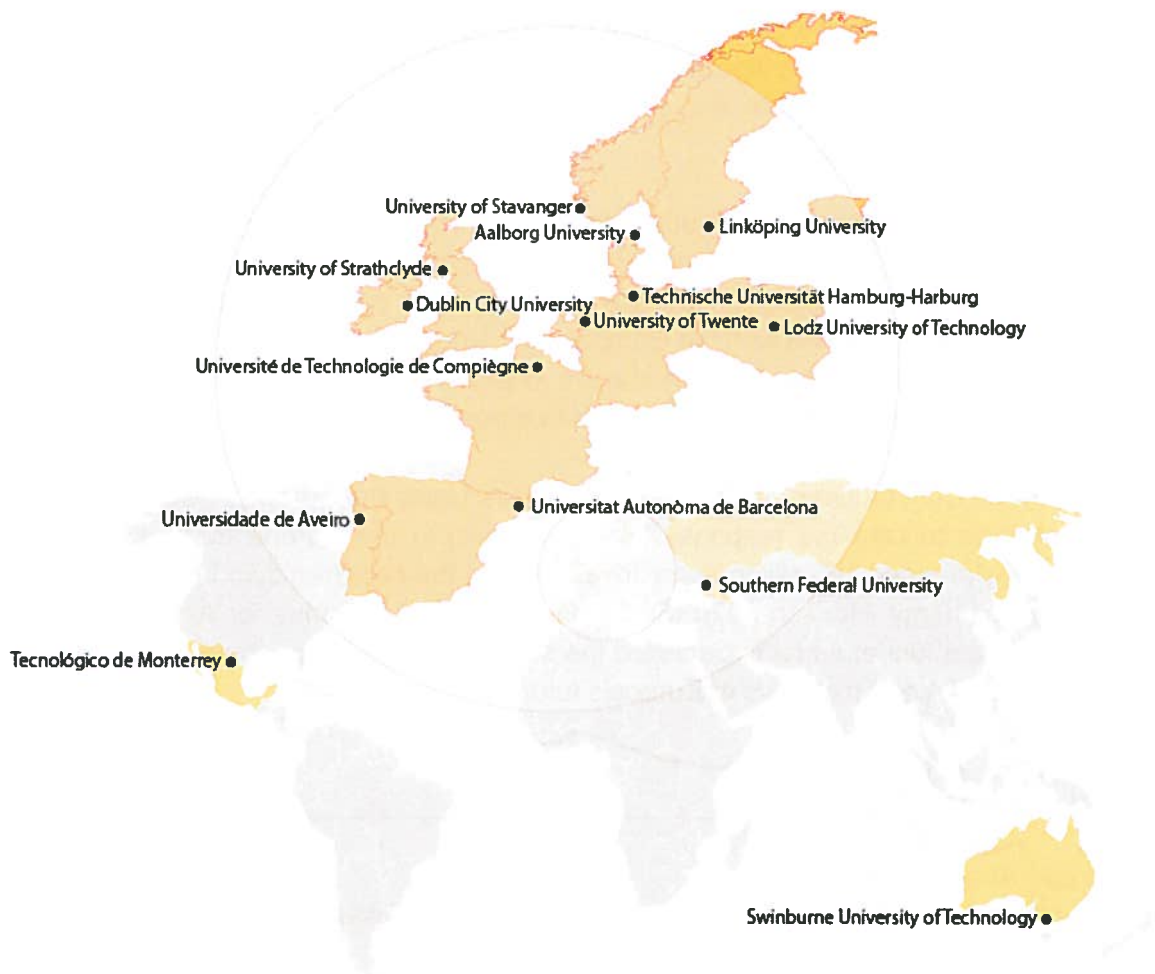 University of Stavanger
Aalborg University
Linköping University
University of Strathclyde
Dublin City University
Technische Universität Hamburg-Harburg
University of Twente
Lodz University of Technology
Université de Technologie de Compiègne
Universitat Autonòma de Barcelona
Universidade de Aveiro
Southern Federal University
Tecnológico de Monterrey
Swinburne University of Technology